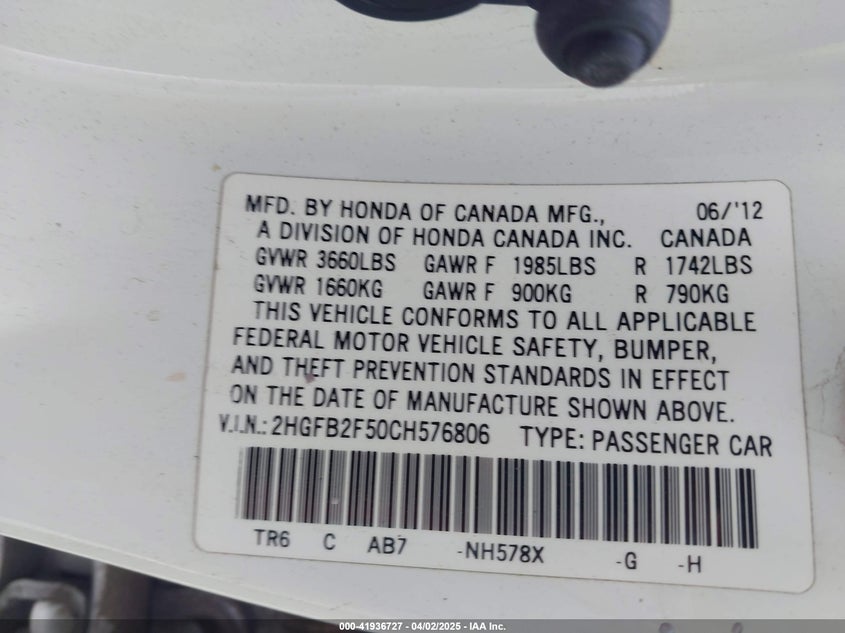 MFD. BY HONDA OF CANADA MFG., 06/'12
A DIVISION OF HONDA CANADA INC. CANADA
GVWR 3660LBS GAWR F 1985LBS R 1742LBS
GVWR 1660KG GAWR F 900KG R 790KG
THIS VEHICLE CONFORMS TO ALL APPLICABLE
FEDERAL MOTOR VEHICLE SAFETY, BUMPER,
AND THEFT PREVENTION STANDARDS IN EFFECT
ON THE DATE OF MANUFACTURE SHOWN ABOVE.
V.I.N.: 2HGFB2F50CH576806 TYPE: PASSENGER CAR
TR6 C AB7 -NH578X -G -H
000-41936727 - 04/02/2025 - IAA Inc.